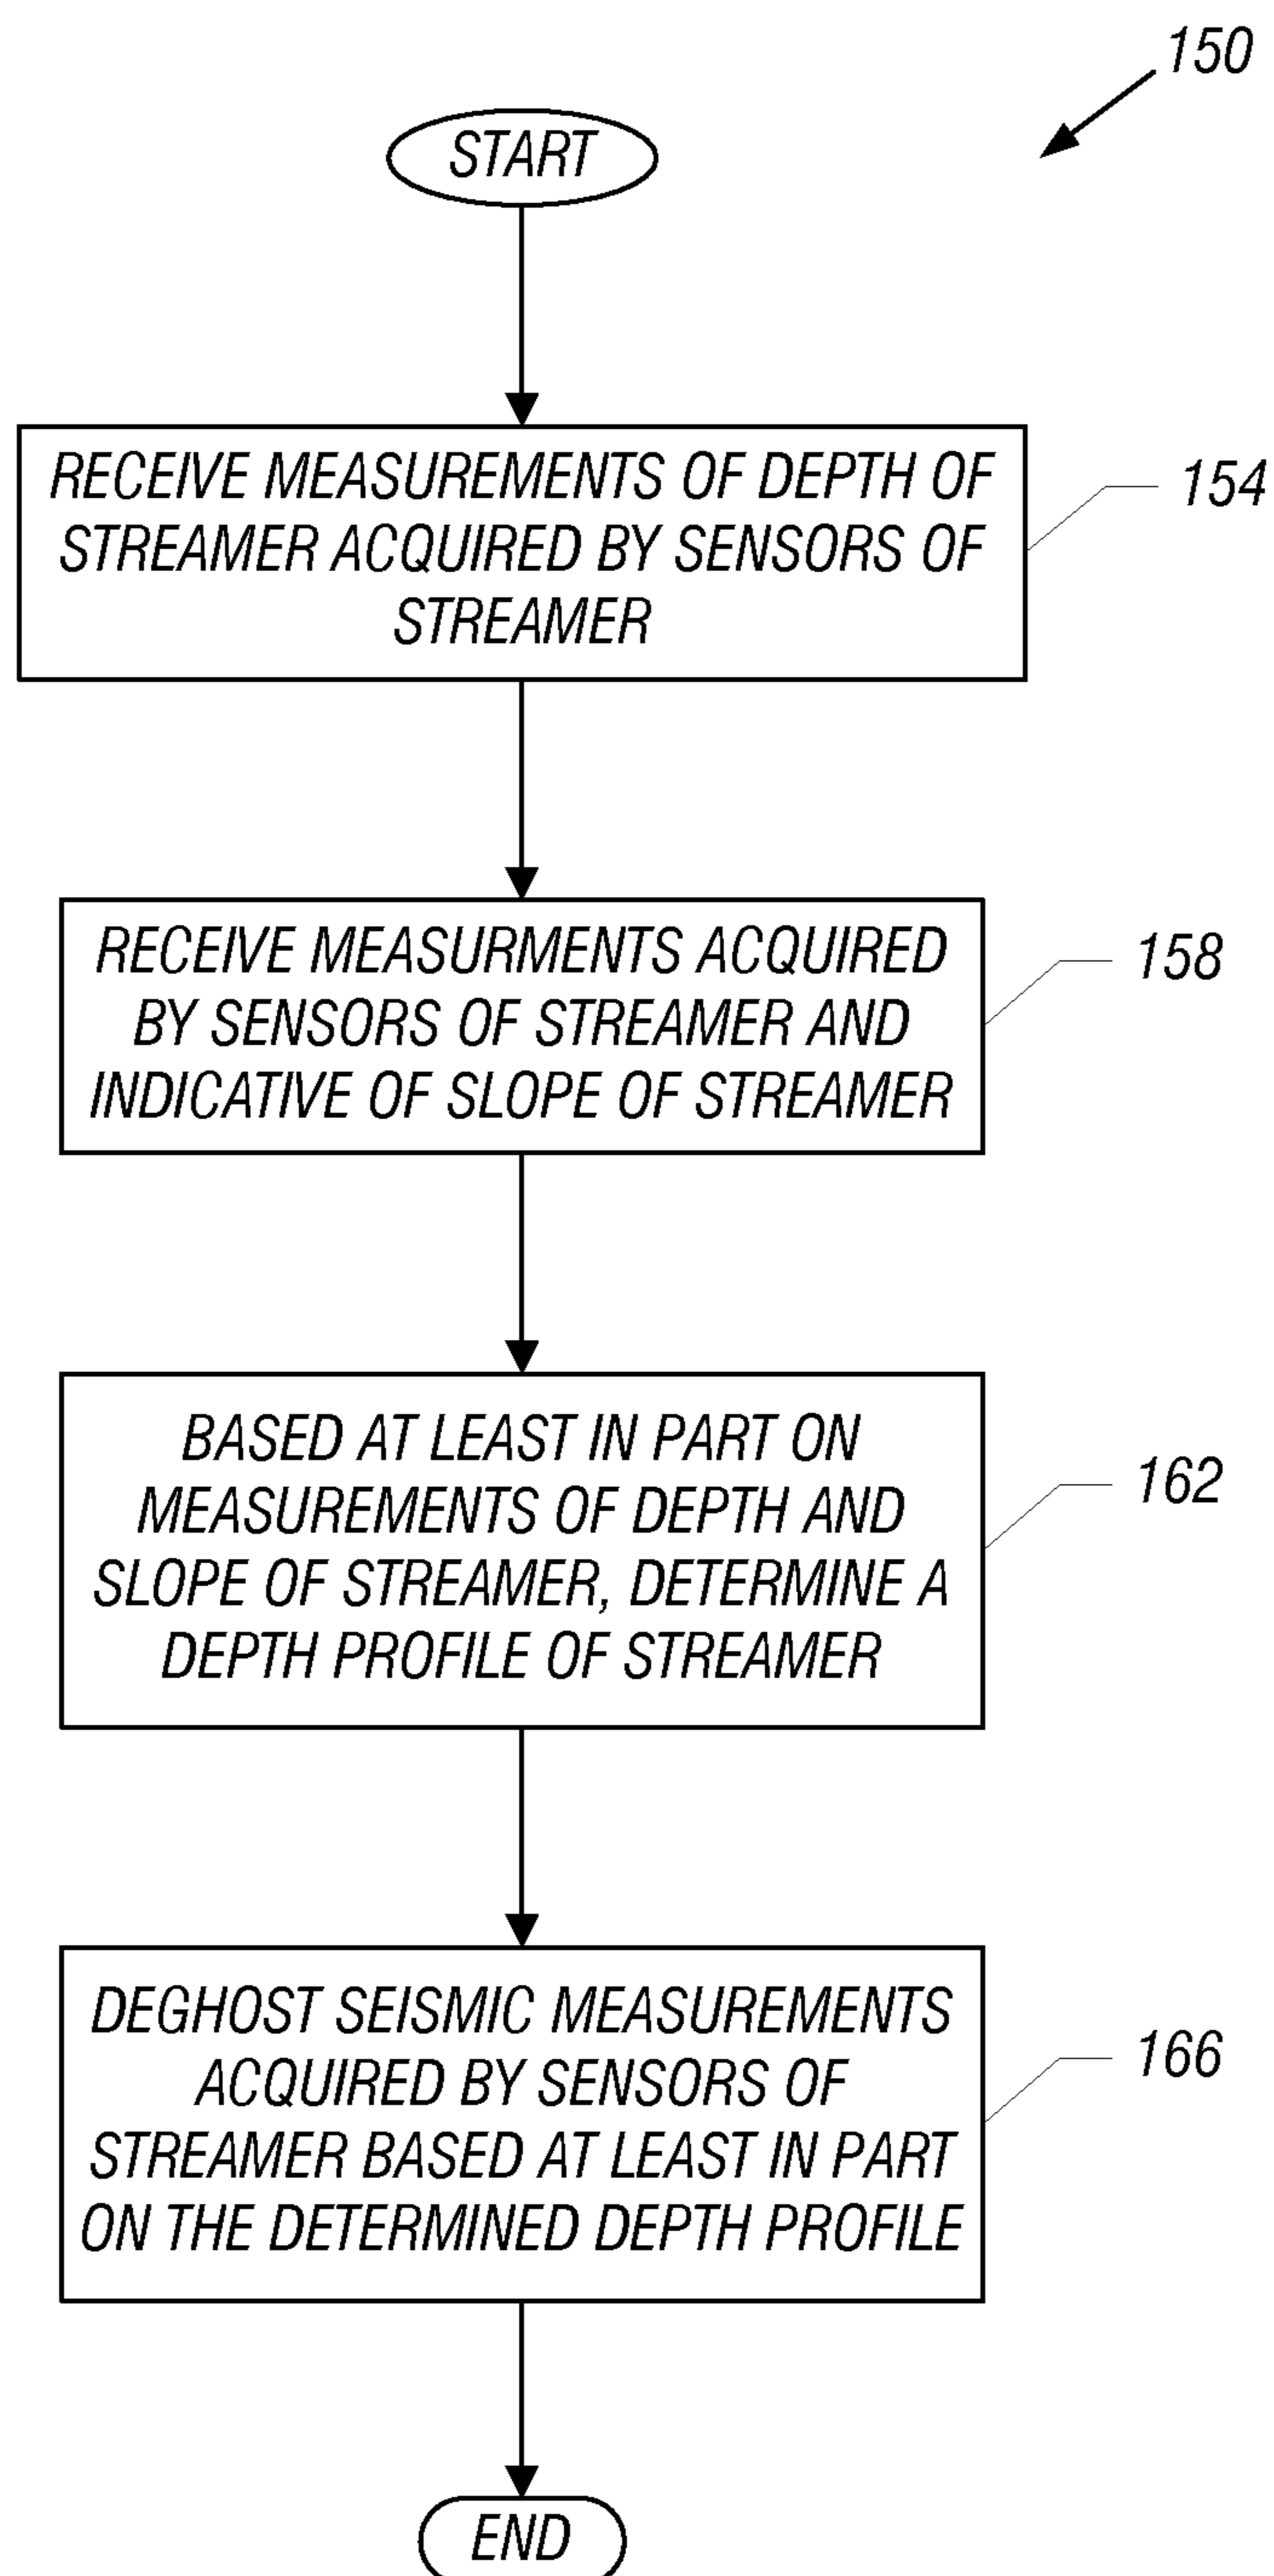 150
START
RECEIVE MEASUREMENTS OF DEPTH OF
STREAMER ACQUIRED BY SENSORS OF
STREAMER
154
RECEIVE MEASURMENTS ACQUIRED
BY SENSORS OF STREAMER AND
INDICATIVE OF SLOPE OF STREAMER
158
BASED AT LEAST IN PART ON
MEASUREMENTS OF DEPTH AND
SLOPE OF STREAMER, DETERMINE A
DEPTH PROFILE OF STREAMER
162
DEGHOST SEISMIC MEASUREMENTS
ACQUIRED BY SENSORS OF
STREAMER BASED AT LEAST IN PART
ON THE DETERMINED DEPTH PROFILE
166
END